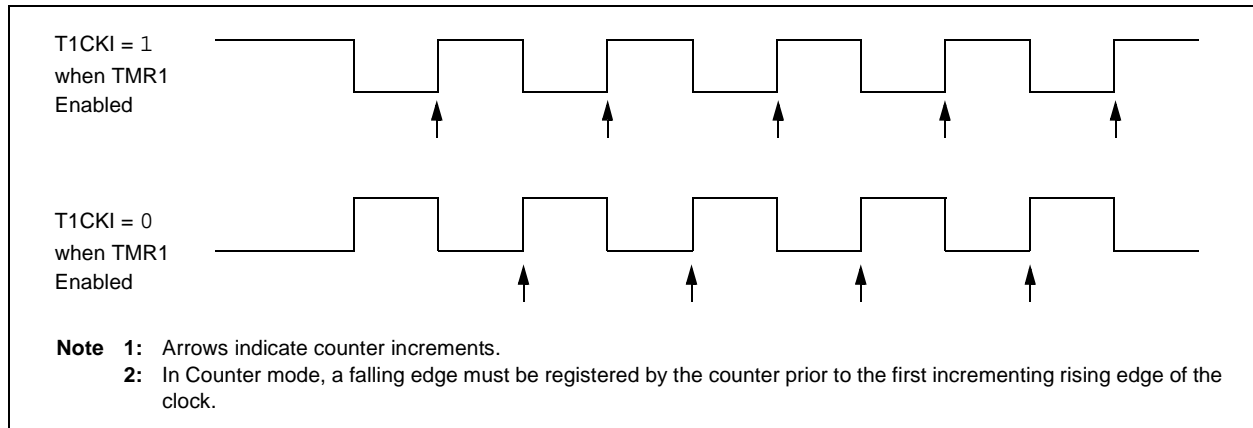 T1CKI = 1
when TMR1
Enabled
T1CKI = 0
when TMR1
Enabled
Note 1: Arrows indicate counter increments.
2: In Counter mode, a falling edge must be registered by the counter prior to the first incrementing rising edge of the
clock.